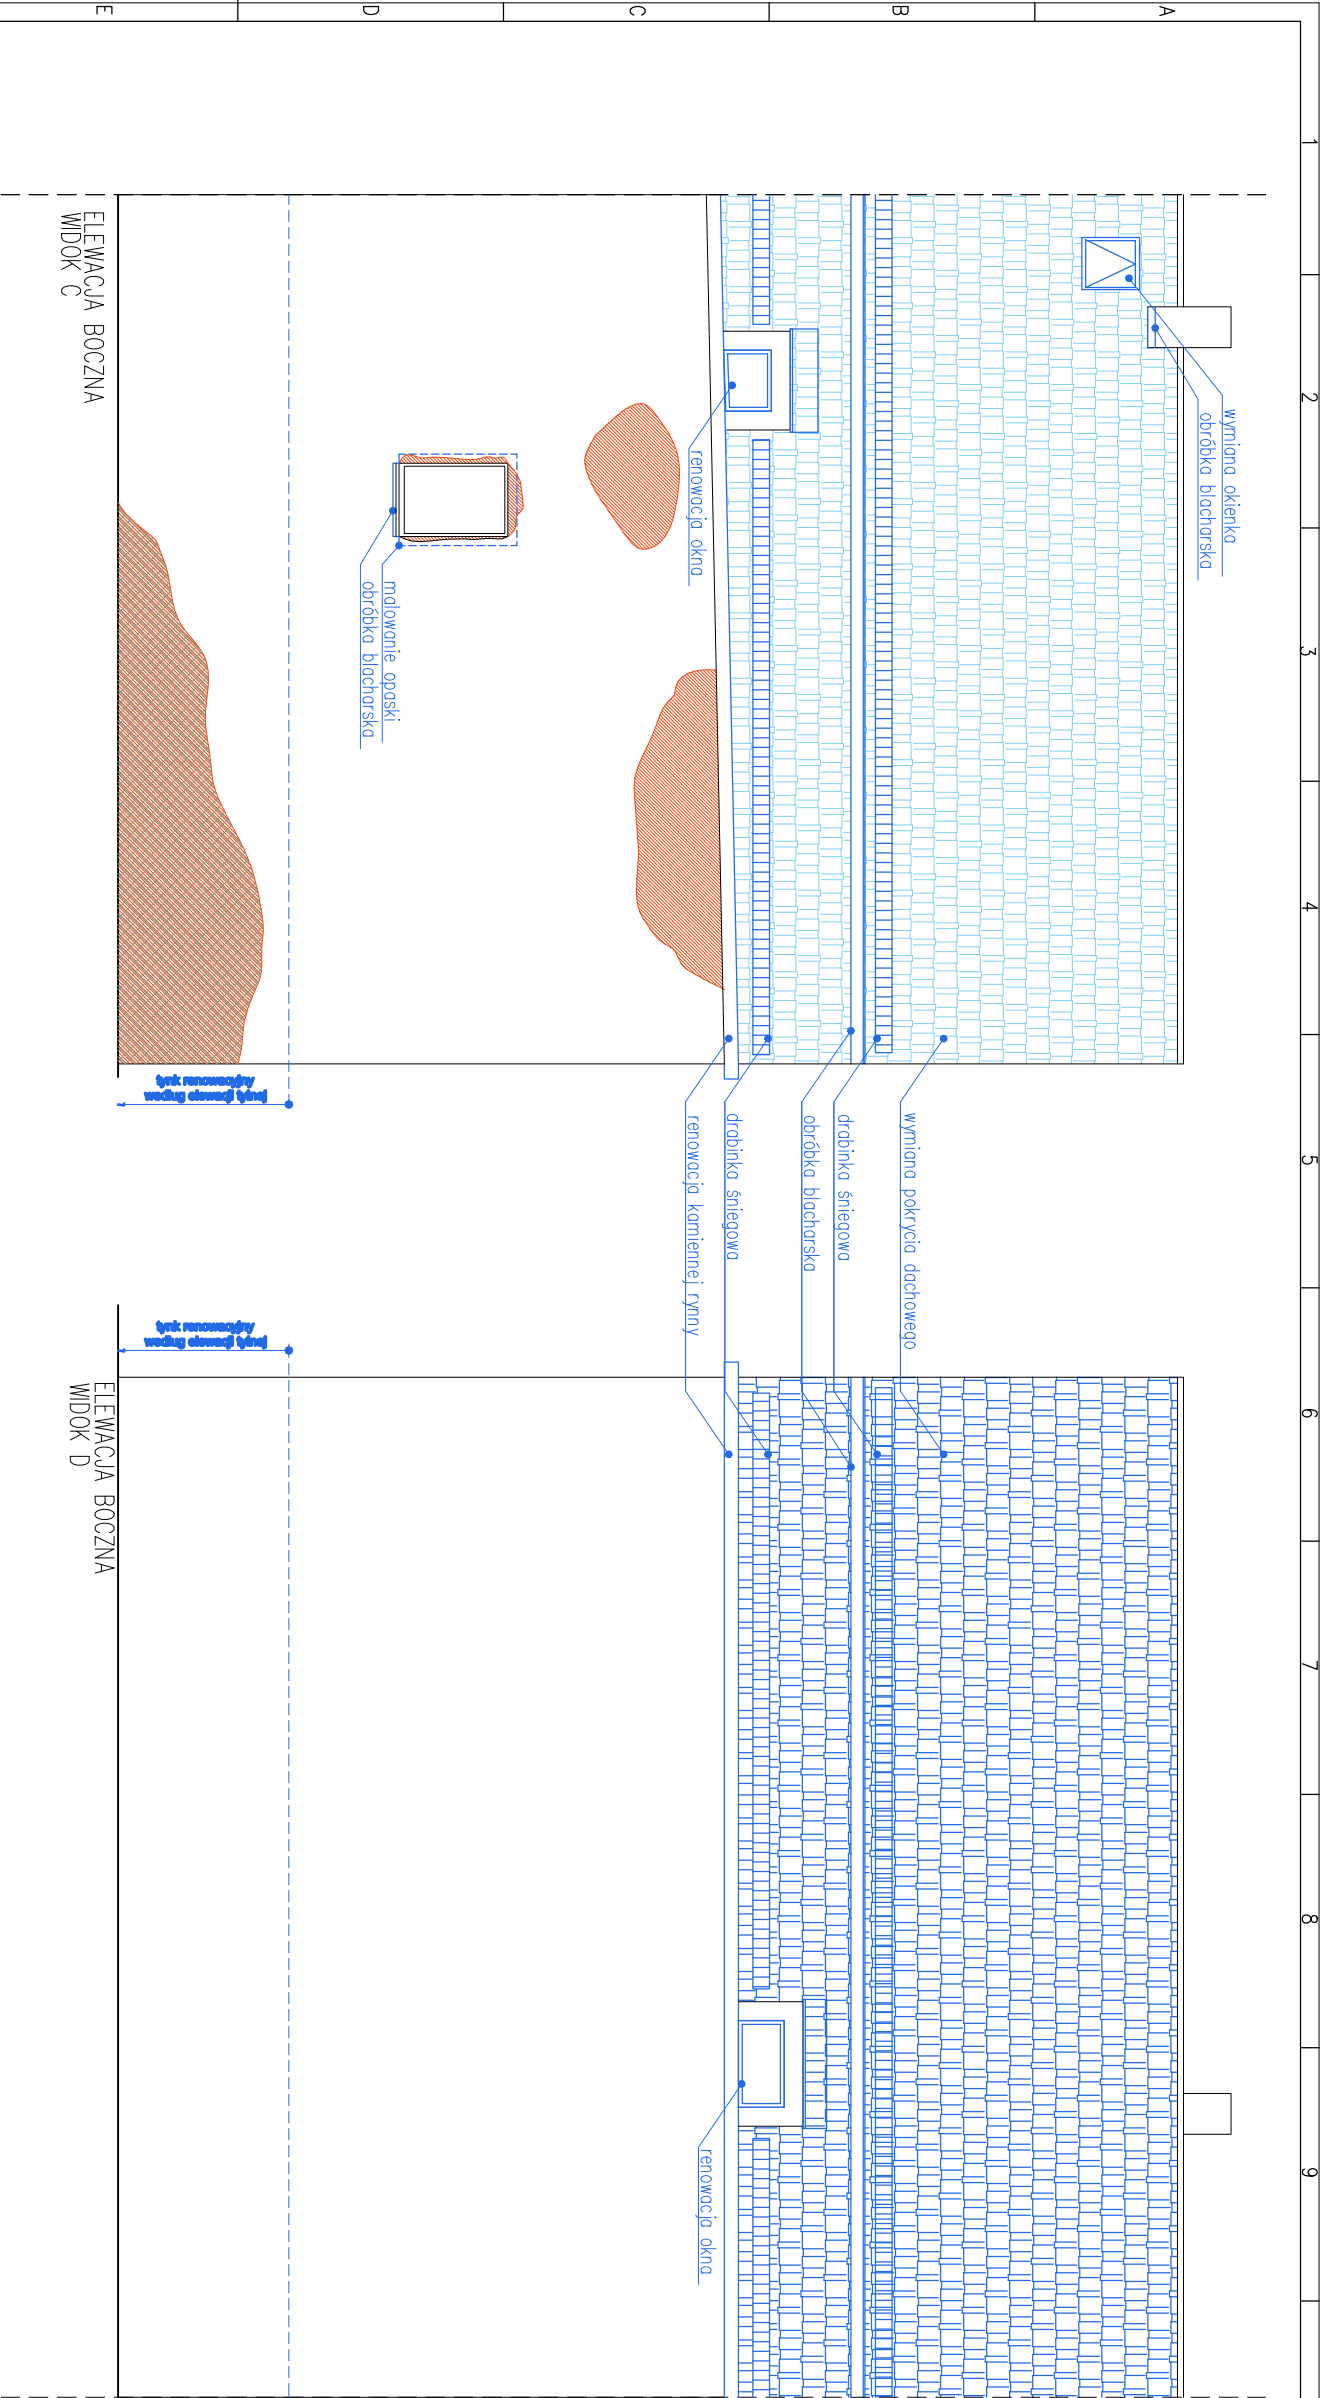 1
2
3
4
5
6
7
8
9
A
B
C
D
E
wymiana okienka
obróbka blacharska
renowacja okna
malowanie opaski
obróbka blacharska
wymiana pokrycia dachowego
drabinka śniegowa
obróbka blacharska
drabinka śniegowa
renowacja kamiennej rynny
renowacja okna
tynk renowacyjny
według elewacji tylnej
tynk renowacyjny
według elewacji tylnej
ELEWACJA BOCZNA
WIDOK C
ELEWACJA BOCZNA
WIDOK D